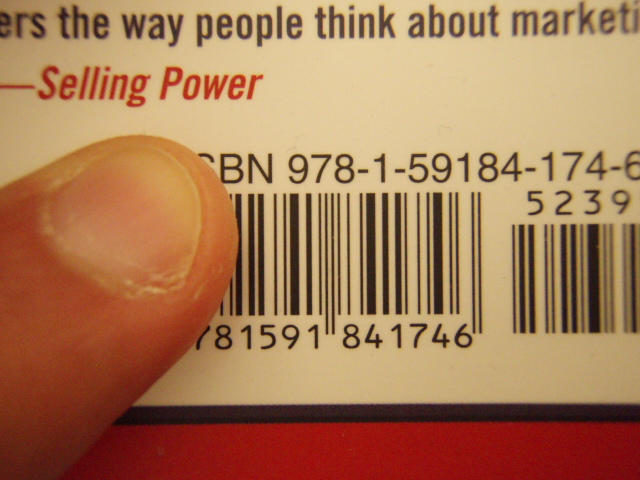 ers the way people think about marketi
—Selling Power
SBN 978-1-59184-174-6
5239
781591 841746